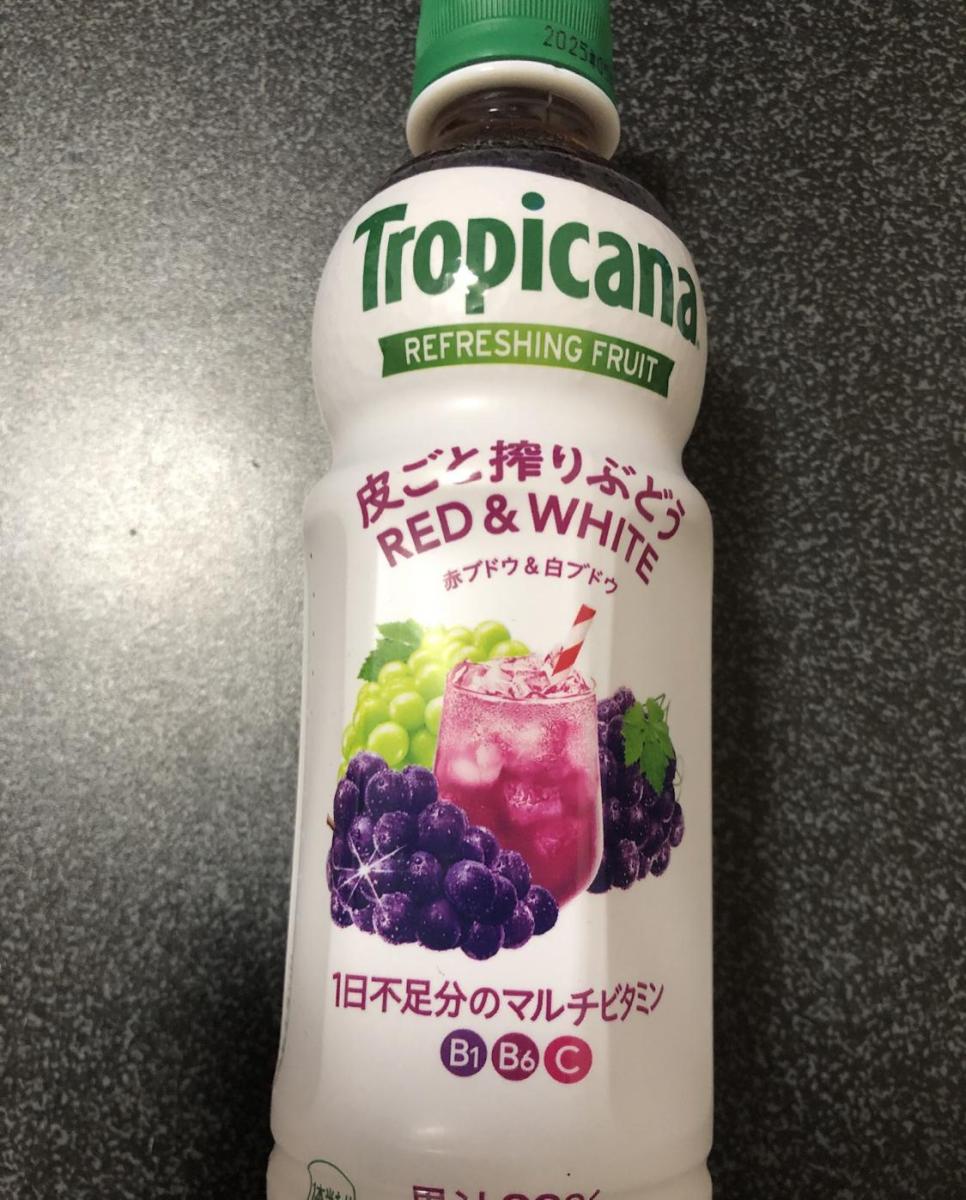 2025
Tropicana
REFRESHING FRUIT
皮ごと搾りぶどう
RED & WHITE
赤ブドウ&白ブドウ
1日不足分のマルチビタミン
B1 B6 C